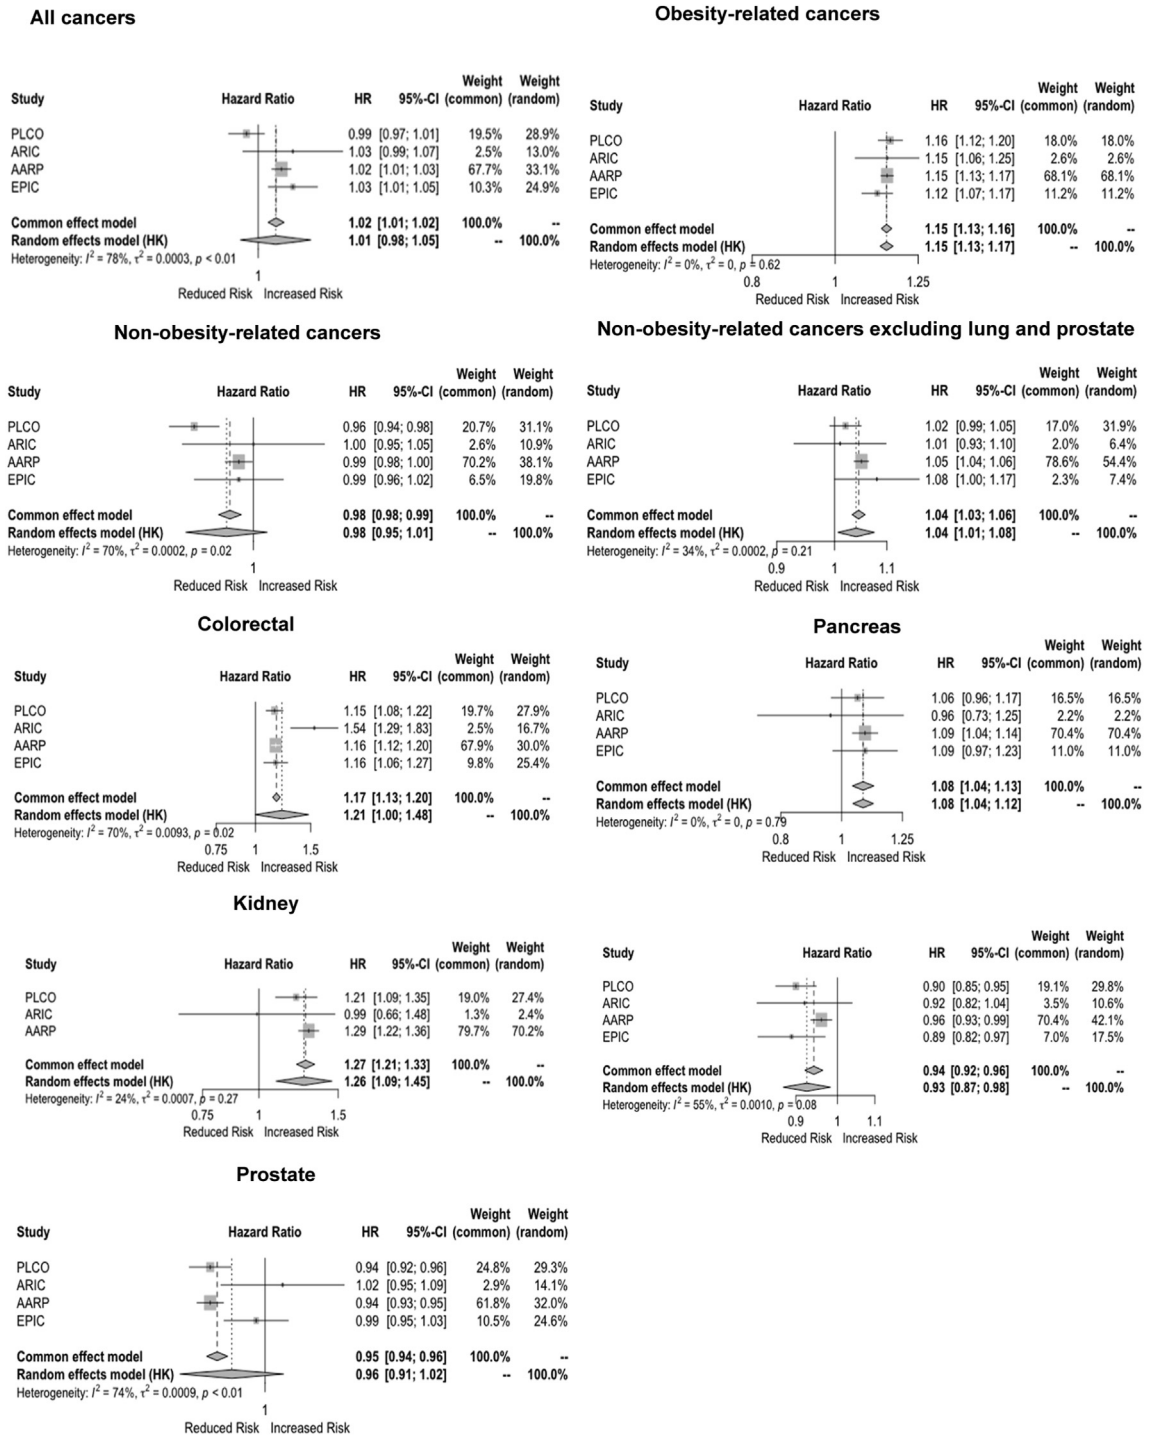 All cancers
Study Hazard Ratio HR 95%-CI Weight (common) Weight (random)
PLCO 0.99 [0.97; 1.01] 19.5% 28.9%
ARIC 1.03 [0.99; 1.07] 2.5% 13.0%
AARP 1.02 [1.01; 1.03] 67.7% 33.1%
EPIC 1.03 [1.01; 1.05] 10.3% 24.9%
Common effect model 1.02 [1.01; 1.02] 100.0% --
Random effects model (HK) 1.01 [0.98; 1.05] -- 100.0%
Heterogeneity: I² = 78%, τ² = 0.0003, p < 0.01
1
Reduced Risk Increased Risk
Obesity-related cancers
Study Hazard Ratio HR 95%-CI Weight (common) Weight (random)
PLCO 1.16 [1.12; 1.20] 18.0% 18.0%
ARIC 1.15 [1.06; 1.25] 2.6% 2.6%
AARP 1.15 [1.13; 1.17] 68.1% 68.1%
EPIC 1.12 [1.07; 1.17] 11.2% 11.2%
Common effect model 1.15 [1.13; 1.16] 100.0% --
Random effects model (HK) 1.15 [1.13; 1.17] -- 100.0%
Heterogeneity: I² = 0%, τ² = 0, p = 0.62
0.8 1 1.25
Reduced Risk Increased Risk
Non-obesity-related cancers
Study Hazard Ratio HR 95%-CI Weight (common) Weight (random)
PLCO 0.96 [0.94; 0.98] 20.7% 31.1%
ARIC 1.00 [0.95; 1.05] 2.6% 10.9%
AARP 0.99 [0.98; 1.00] 70.2% 38.1%
EPIC 0.99 [0.96; 1.02] 6.5% 19.8%
Common effect model 0.98 [0.98; 0.99] 100.0% --
Random effects model (HK) 0.98 [0.95; 1.01] -- 100.0%
Heterogeneity: I² = 70%, τ² = 0.0002, p = 0.02
1
Reduced Risk Increased Risk
Non-obesity-related cancers excluding lung and prostate
Study Hazard Ratio HR 95%-CI Weight (common) Weight (random)
PLCO 1.02 [0.99; 1.05] 17.0% 31.9%
ARIC 1.01 [0.93; 1.10] 2.0% 6.4%
AARP 1.05 [1.04; 1.06] 78.6% 54.4%
EPIC 1.08 [1.00; 1.17] 2.3% 7.4%
Common effect model 1.04 [1.03; 1.06] 100.0% --
Random effects model (HK) 1.04 [1.01; 1.08] -- 100.0%
Heterogeneity: I² = 34%, τ² = 0.0002, p = 0.21
0.9 1 1.1
Reduced Risk Increased Risk
Colorectal
Study Hazard Ratio HR 95%-CI Weight (common) Weight (random)
PLCO 1.15 [1.08; 1.22] 19.7% 27.9%
ARIC 1.54 [1.29; 1.83] 2.5% 16.7%
AARP 1.16 [1.12; 1.20] 67.9% 30.0%
EPIC 1.16 [1.06; 1.27] 9.8% 25.4%
Common effect model 1.17 [1.13; 1.20] 100.0% --
Random effects model (HK) 1.21 [1.00; 1.48] -- 100.0%
Heterogeneity: I² = 70%, τ² = 0.0093, p = 0.02
0.75 1 1.5
Reduced Risk Increased Risk
Pancreas
Study Hazard Ratio HR 95%-CI Weight (common) Weight (random)
PLCO 1.06 [0.96; 1.17] 16.5% 16.5%
ARIC 0.96 [0.73; 1.25] 2.2% 2.2%
AARP 1.09 [1.04; 1.14] 70.4% 70.4%
EPIC 1.09 [0.97; 1.23] 11.0% 11.0%
Common effect model 1.08 [1.04; 1.13] 100.0% --
Random effects model (HK) 1.08 [1.04; 1.12] -- 100.0%
Heterogeneity: I² = 0%, τ² = 0, p = 0.79
0.8 1 1.25
Reduced Risk Increased Risk
Kidney
Study Hazard Ratio HR 95%-CI Weight (common) Weight (random)
PLCO 1.21 [1.09; 1.35] 19.0% 27.4%
ARIC 0.99 [0.66; 1.48] 1.3% 2.4%
AARP 1.29 [1.22; 1.36] 79.7% 70.2%
Common effect model 1.27 [1.21; 1.33] 100.0% --
Random effects model (HK) 1.26 [1.09; 1.45] -- 100.0%
Heterogeneity: I² = 24%, τ² = 0.0007, p = 0.27
0.75 1 1.5
Reduced Risk Increased Risk
Study Hazard Ratio HR 95%-CI Weight (common) Weight (random)
PLCO 0.90 [0.85; 0.95] 19.1% 29.8%
ARIC 0.92 [0.82; 1.04] 3.5% 10.6%
AARP 0.96 [0.93; 0.99] 70.4% 42.1%
EPIC 0.89 [0.82; 0.97] 7.0% 17.5%
Common effect model 0.94 [0.92; 0.96] 100.0% --
Random effects model (HK) 0.93 [0.87; 0.98] -- 100.0%
Heterogeneity: I² = 55%, τ² = 0.0010, p = 0.08
0.9 1 1.1
Reduced Risk Increased Risk
Prostate
Study Hazard Ratio HR 95%-CI Weight (common) Weight (random)
PLCO 0.94 [0.92; 0.96] 24.8% 29.3%
ARIC 1.02 [0.95; 1.09] 2.9% 14.1%
AARP 0.94 [0.93; 0.95] 61.8% 32.0%
EPIC 0.99 [0.95; 1.03] 10.5% 24.6%
Common effect model 0.95 [0.94; 0.96] 100.0% --
Random effects model (HK) 0.96 [0.91; 1.02] -- 100.0%
Heterogeneity: I² = 74%, τ² = 0.0009, p < 0.01
1
Reduced Risk Increased Risk